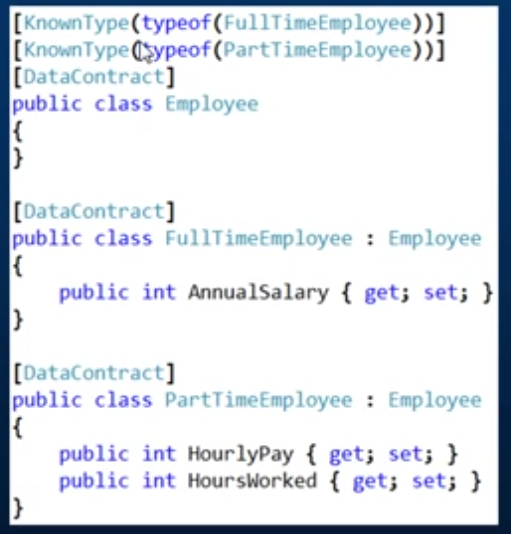 [KnownType(typeof(FullTimeEmployee))]
[KnownType(typeof(PartTimeEmployee))]
[DataContract]
public class Employee
{
}
[DataContract]
public class FullTimeEmployee : Employee
{
public int AnnualSalary { get; set; }
}
[DataContract]
public class PartTimeEmployee : Employee
{
public int HourlyPay { get; set; }
public int HoursWorked { get; set; }
}